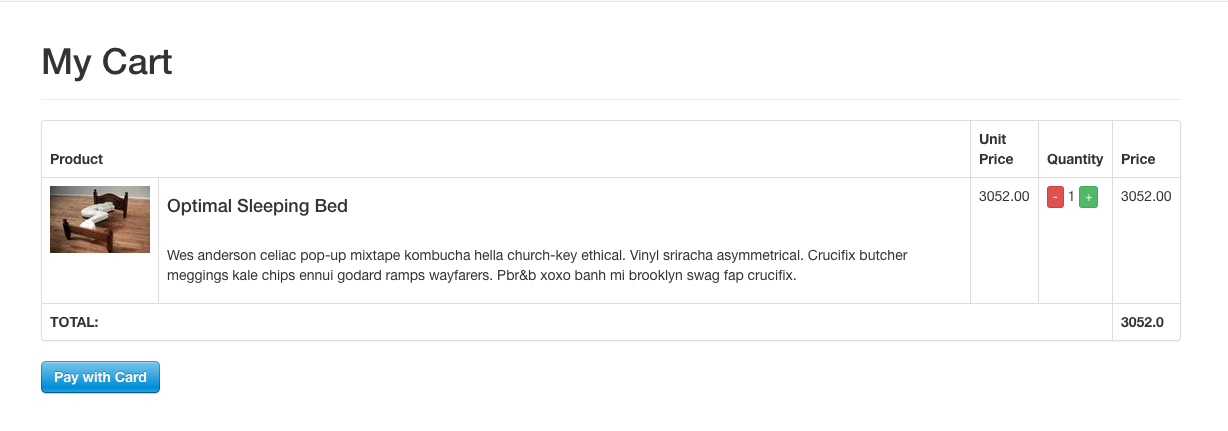 My Cart
Product
Unit
Price
Quantity
Price
Optimal Sleeping Bed
3052.00
- 1 +
3052.00
Wes anderson celiac pop-up mixtape kombucha hella church-key ethical. Vinyl sriracha asymmetrical. Crucifix butcher
meggings kale chips ennui godard ramps wayfarers. Pbr&b xoxo banh mi brooklyn swag fap crucifix.
TOTAL:
3052.0
Pay with Card